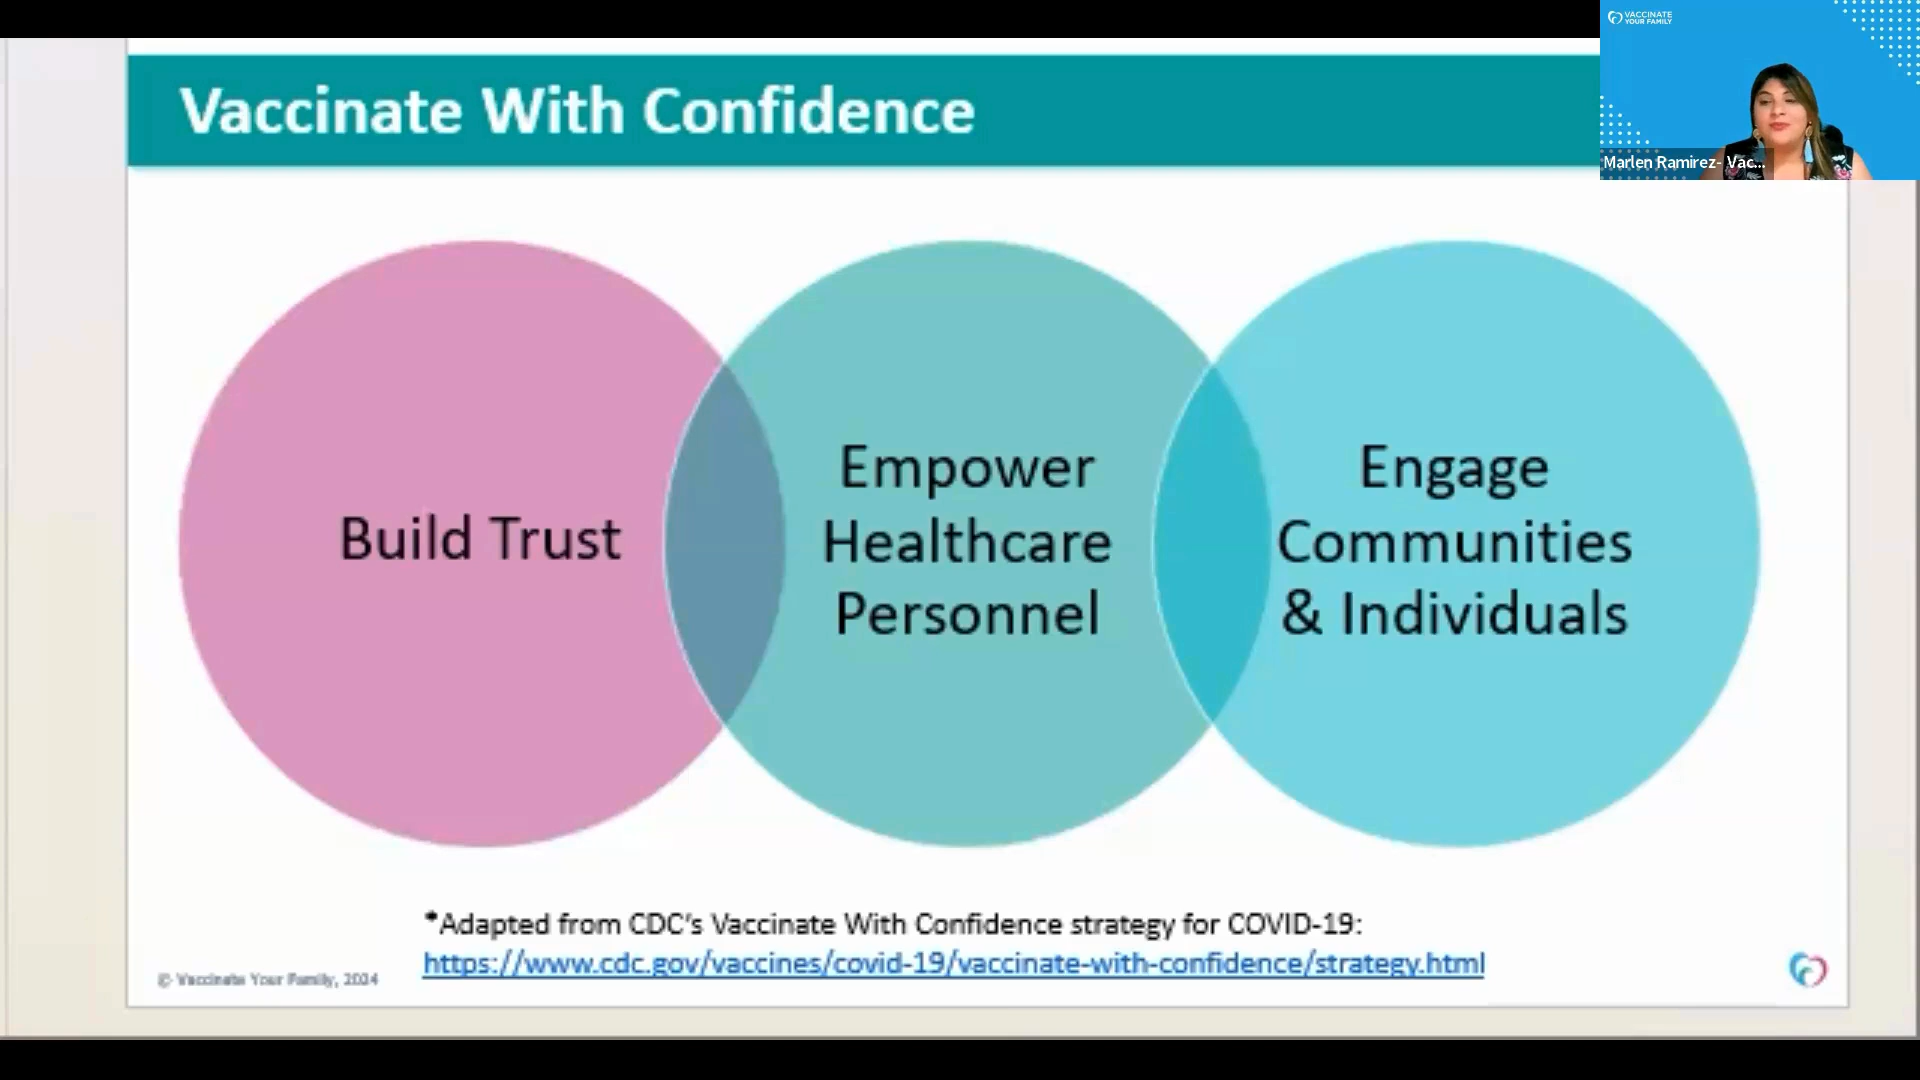 VACCINATE
YOUR FAMILY
Marlen Ramirez- Vac...
Vaccinate With Confidence
Build Trust
Empower
Healthcare
Personnel
Engage
Communities
& Individuals
*Adapted from CDC's Vaccinate With Confidence strategy for COVID-19:
https://www.cdc.gov/vaccines/covid-19/vaccinate-with-confidence/strategy.html
© Vaccinate Your Family, 2024